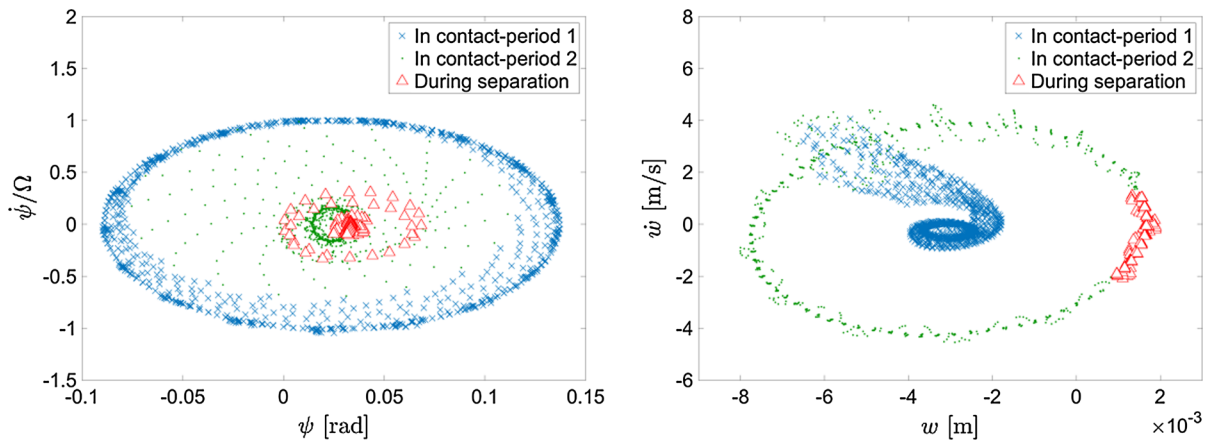 2
1.5
1
0.5
0
-0.5
-1
-1.5
ψ̇/Ω
-0.1
-0.05
0
0.05
0.1
0.15
ψ [rad]
In contact-period 1
In contact-period 2
During separation
8
6
4
2
0
-2
-4
-6
ẇ [m/s]
-8
-6
-4
-2
0
2
×10⁻³
w [m]
In contact-period 1
In contact-period 2
During separation